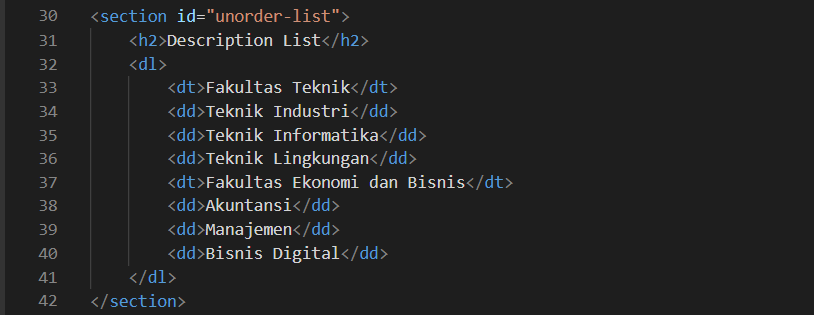 30 <section id="unorder-list">
31 <h2>Description List</h2>
32 <dl>
33 <dt>Fakultas Teknik</dt>
34 <dd>Teknik Industri</dd>
35 <dd>Teknik Informatika</dd>
36 <dd>Teknik Lingkungan</dd>
37 <dt>Fakultas Ekonomi dan Bisnis</dt>
38 <dd>Akuntansi</dd>
39 <dd>Manajemen</dd>
40 <dd>Bisnis Digital</dd>
41 </dl>
42 </section>